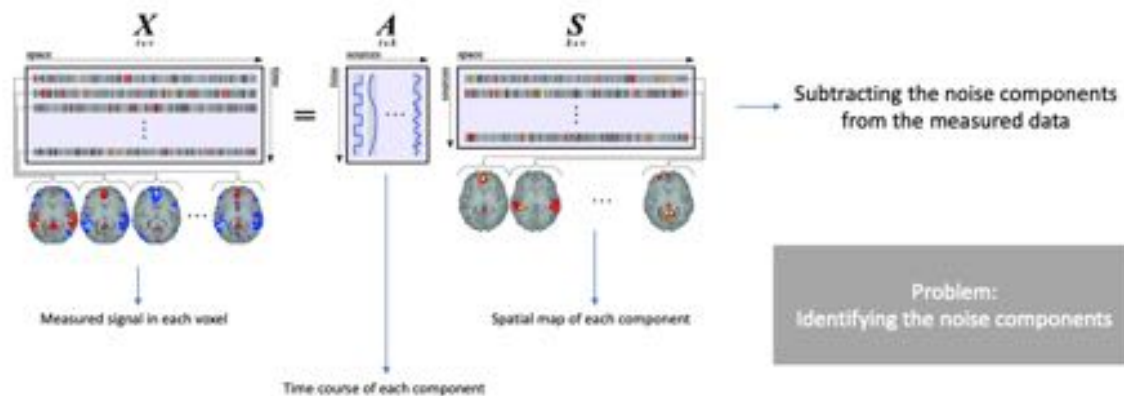 X
A
S
t × v
t × k
k × v
space
sources
space
time
time
sources
=
Subtracting the noise components
from the measured data
Measured signal in each voxel
Spatial map of each component
Time course of each component
Problem:
Identifying the noise components